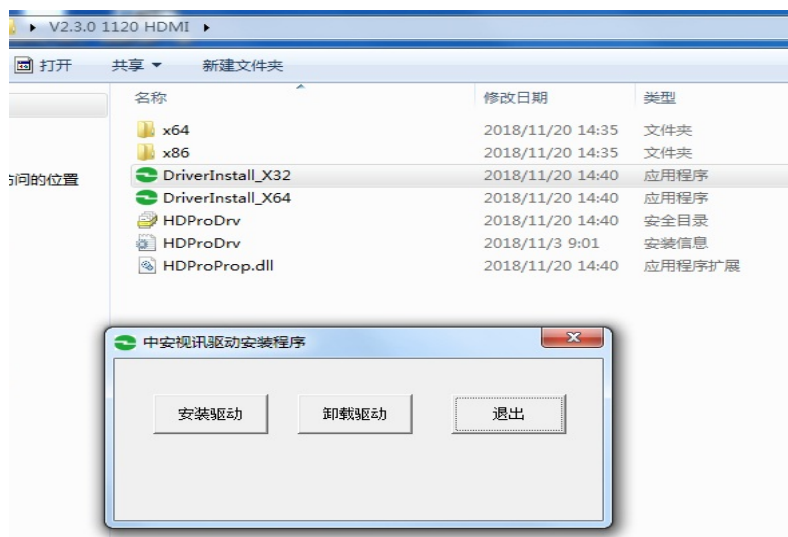 V2.3.0 1120 HDMI
打开 共享 新建文件夹
名称 修改日期 类型
x64 2018/11/20 14:35 文件夹
x86 2018/11/20 14:35 文件夹
问的位置 DriverInstall_X32 2018/11/20 14:40 应用程序
DriverInstall_X64 2018/11/20 14:40 应用程序
HDProDrv 2018/11/20 14:40 安全目录
HDProDrv 2018/11/3 9:01 安装信息
HDProProp.dll 2018/11/20 14:40 应用程序扩展
中安视讯驱动安装程序
安装驱动 卸载驱动 退出